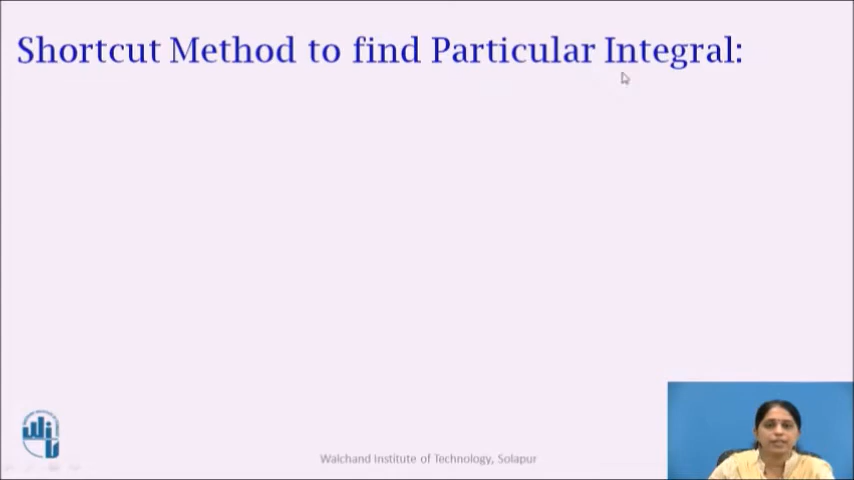 Shortcut Method to find Particular Integral:
Walchand Institute of Technology, Solapur